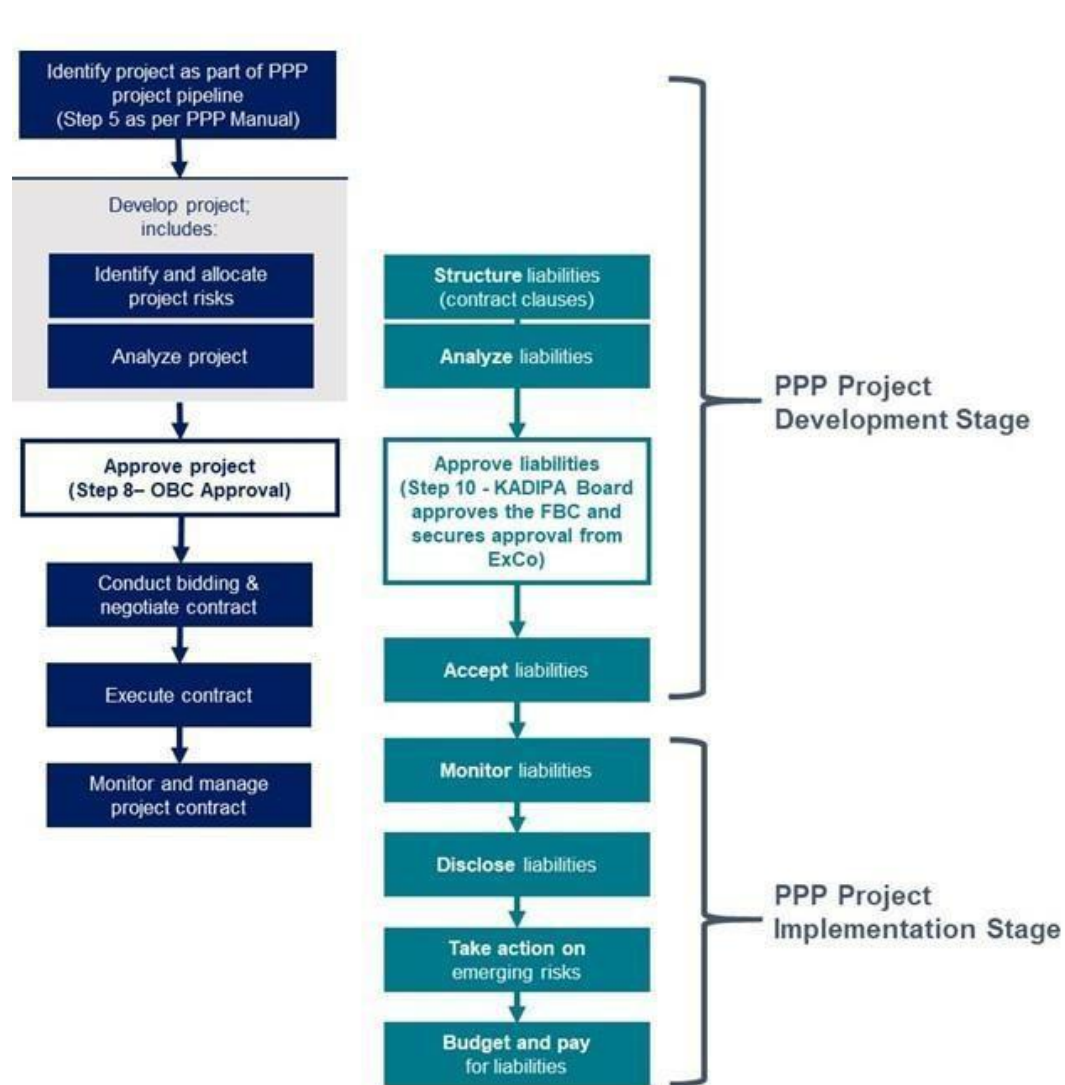 Identify project as part of PPP
project pipeline
(Step 5 as per PPP Manual)
Develop project;
includes:
Identify and allocate
project risks
Analyze project
Approve project
(Step 8– OBC Approval)
Conduct bidding &
negotiate contract
Execute contract
Monitor and manage
project contract
Structure liabilities
(contract clauses)
Analyze liabilities
Approve liabilities
(Step 10 - KADIPA Board
approves the FBC and
secures approval from
ExCo)
Accept liabilities
Monitor liabilities
Disclose liabilities
Take action on
emerging risks
Budget and pay
for liabilities
PPP Project
Development Stage
PPP Project
Implementation Stage